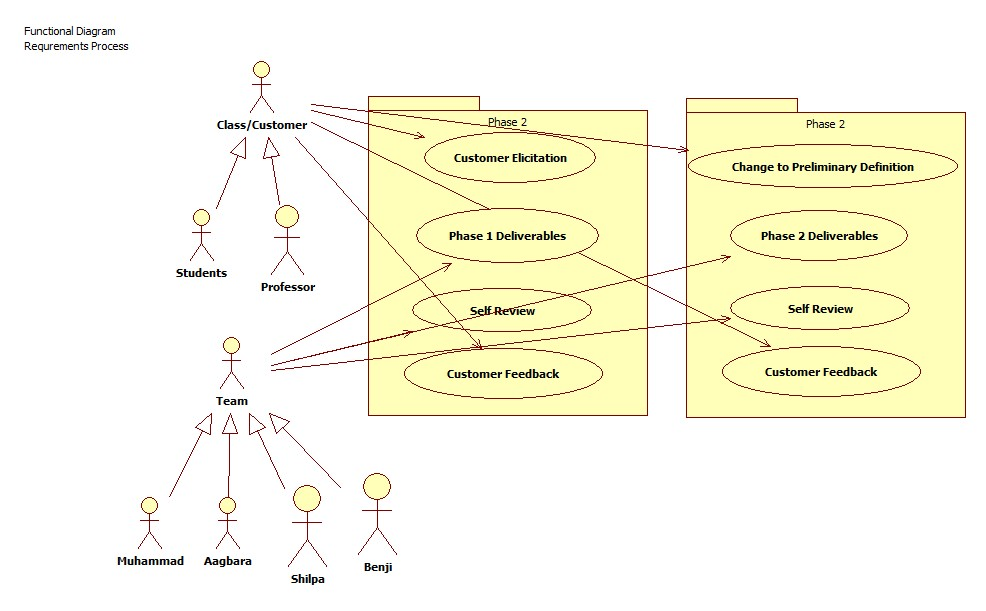 Functional Diagram
Requrements Process
Class/Customer
Students
Professor
Team
Muhammad
Aagbara
Shilpa
Benji
Phase 2
Customer Elicitation
Phase 1 Deliverables
Self Review
Customer Feedback
Phase 2
Change to Preliminary Definition
Phase 2 Deliverables
Self Review
Customer Feedback